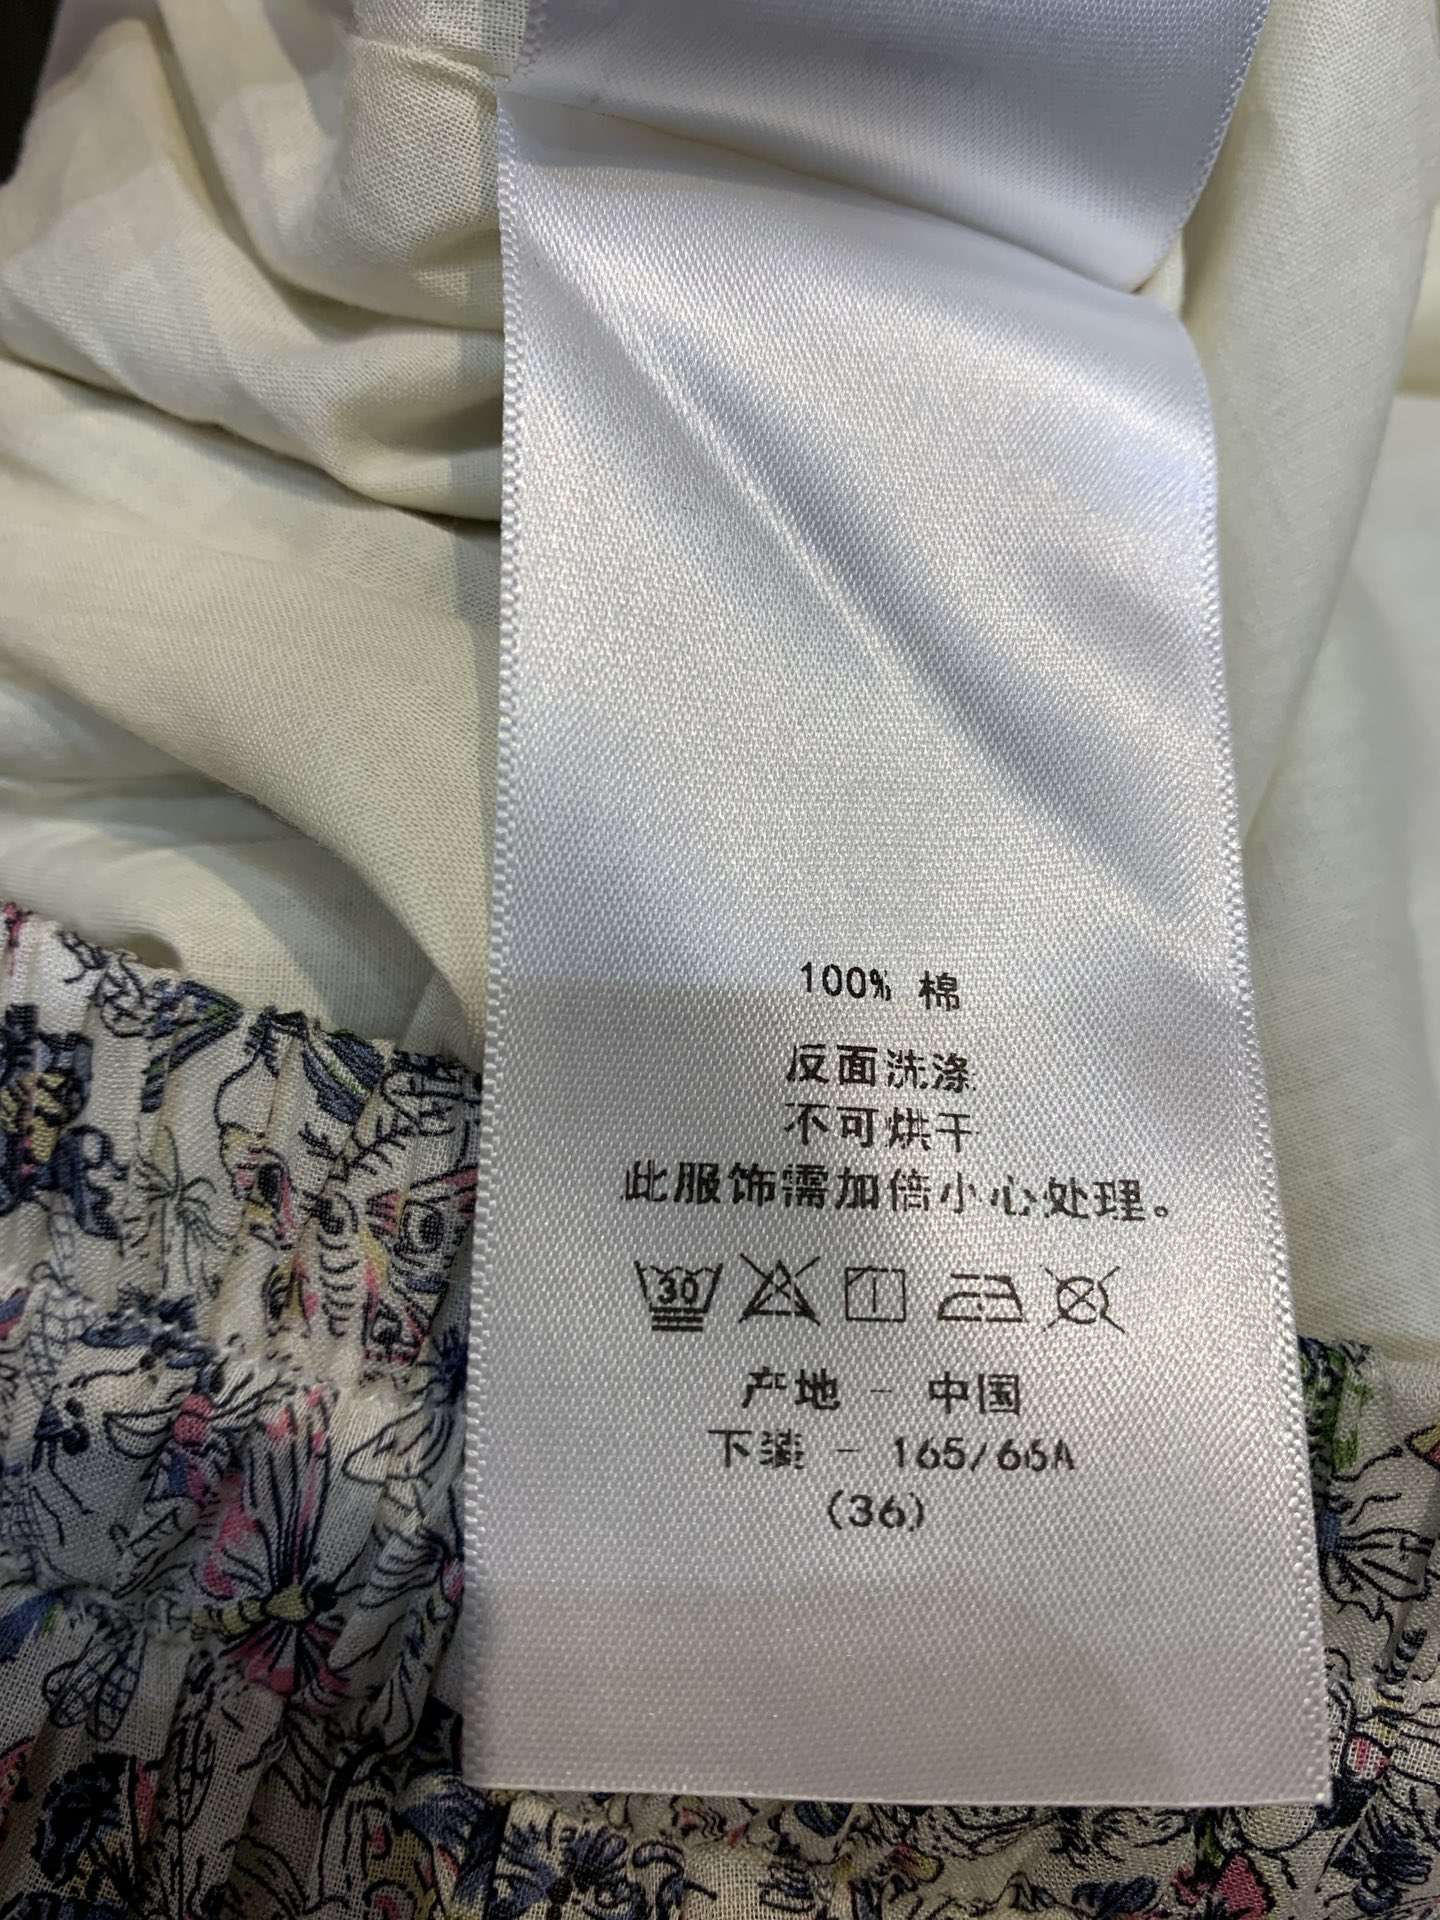 100% 棉
反面洗涤
不可烘干
此服饰需加倍小心处理。
30
产地 - 中国
下装 - 165/66A
(36)